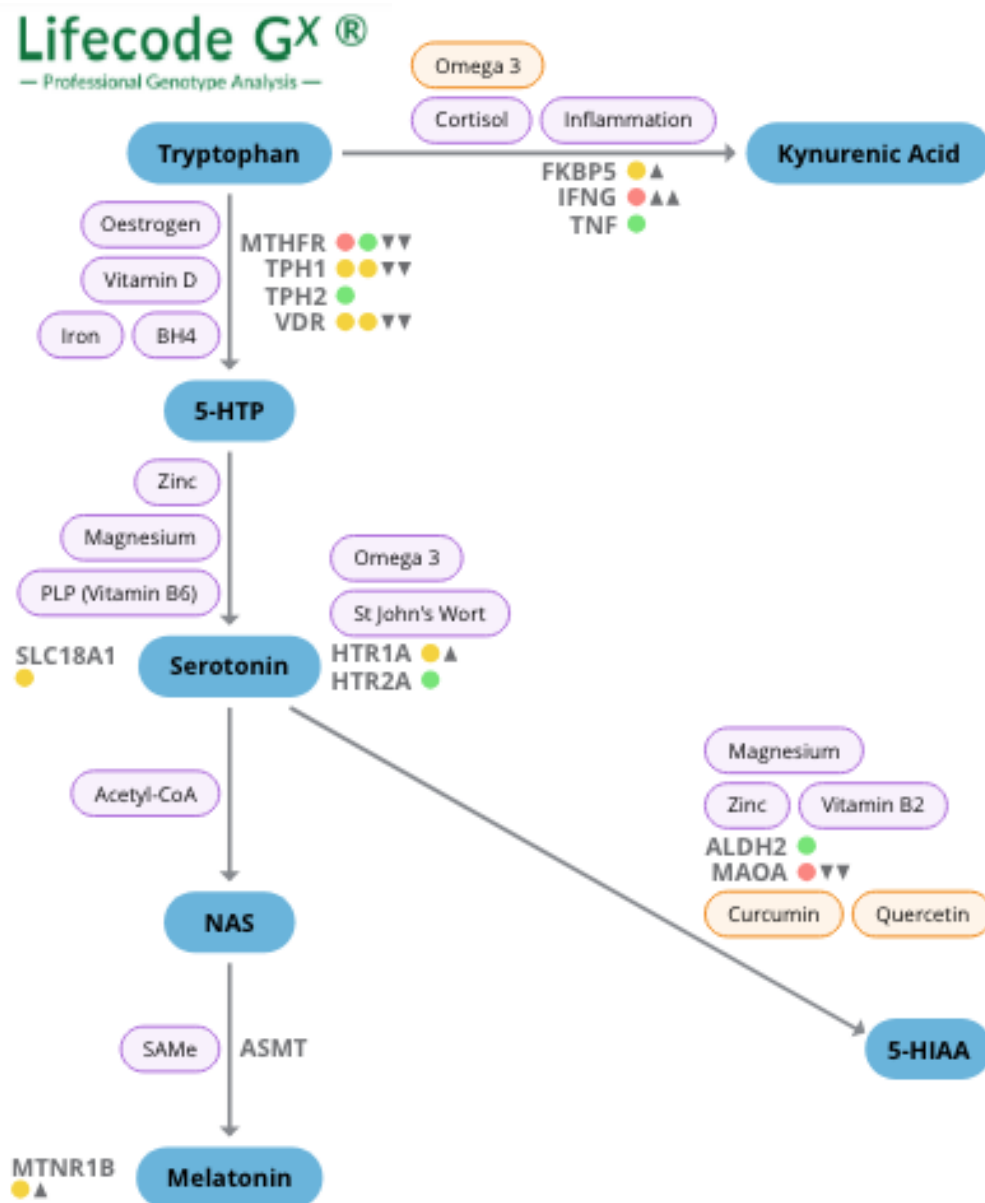 Lifecode GX ®
— Professional Genotype Analysis —
Omega 3
Cortisol
Inflammation
Tryptophan
Kynurenic Acid
FKBP5 ▲
IFNG ▲▲
TNF
Oestrogen
Vitamin D
Iron
BH4
MTHFR ▼▼
TPH1 ▼▼
TPH2
VDR ▼▼
5-HTP
Zinc
Magnesium
PLP (Vitamin B6)
Omega 3
St John's Wort
SLC18A1
Serotonin
HTR1A ▲
HTR2A
Acetyl-CoA
Magnesium
Zinc
Vitamin B2
ALDH2
MAOA ▼▼
Curcumin
Quercetin
NAS
SAMe
ASMT
5-HIAA
MTNR1B
▲
Melatonin